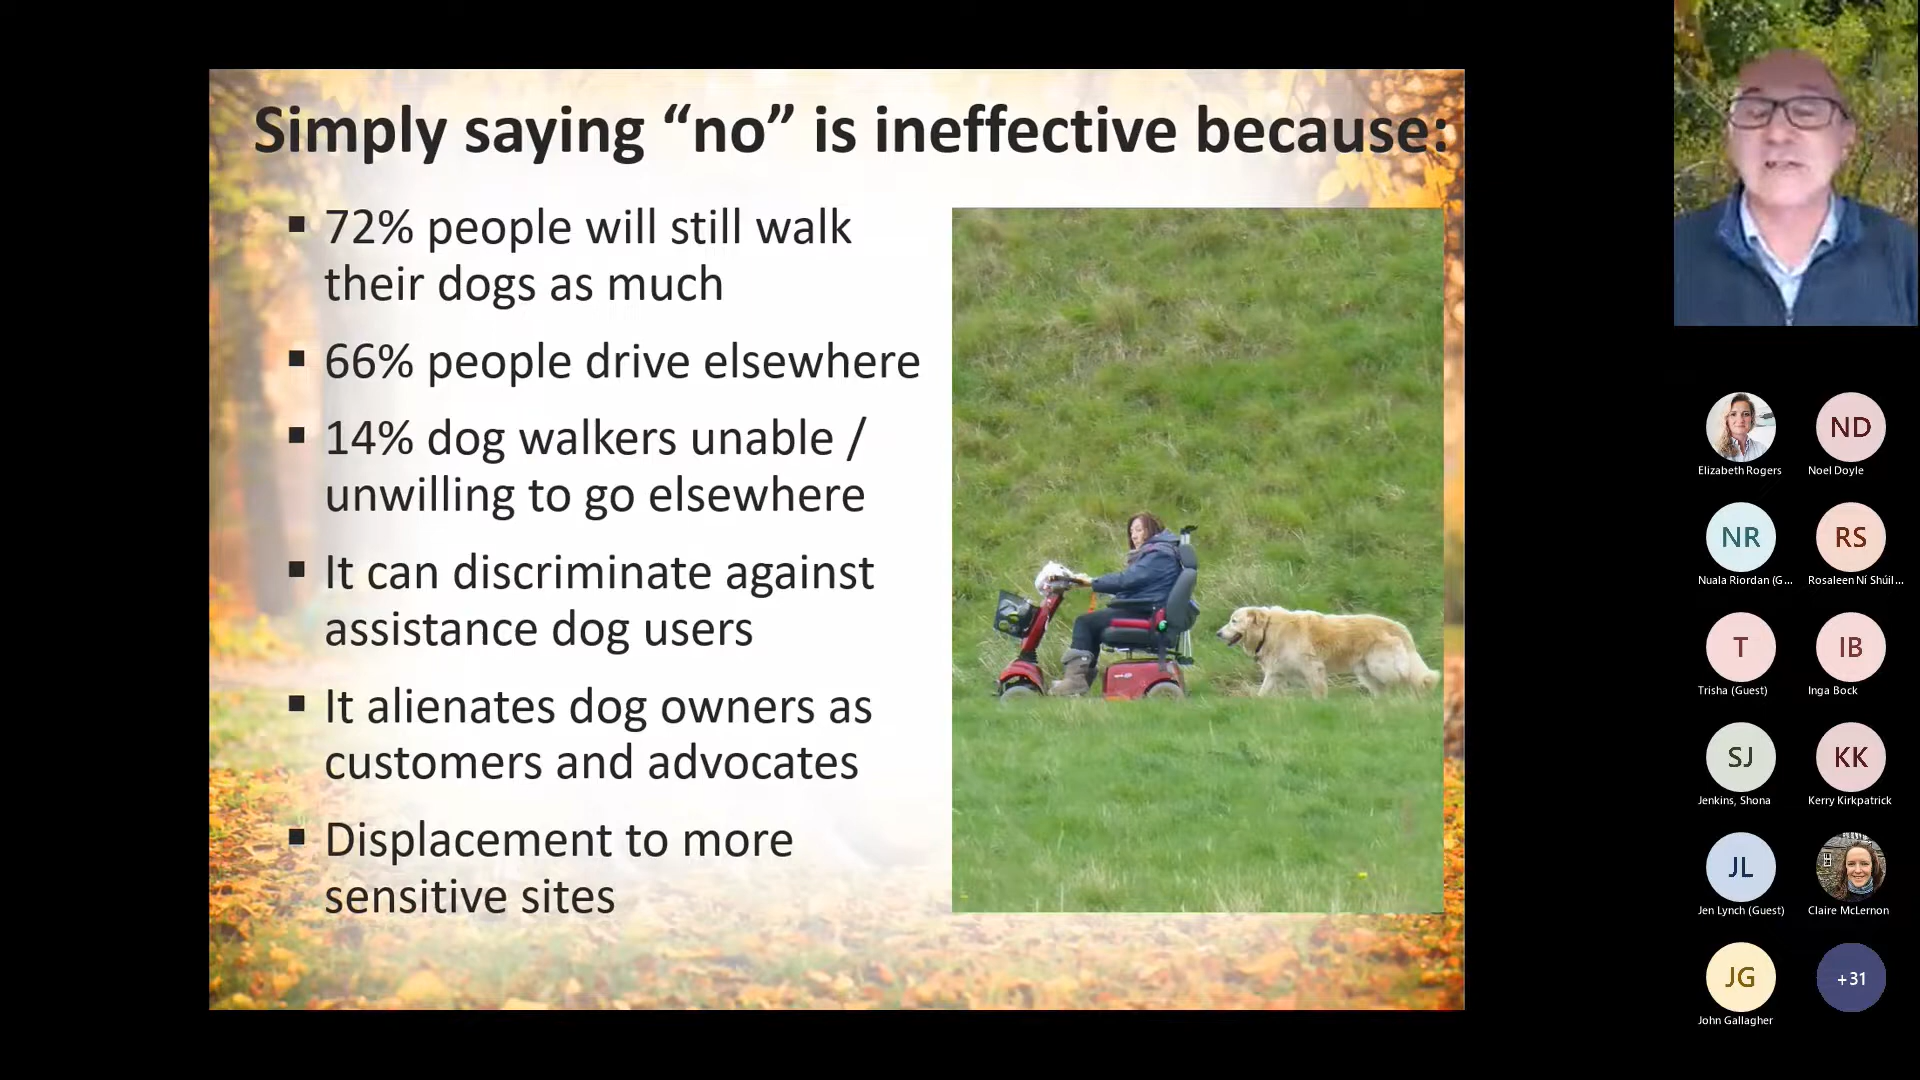 Simply saying “no” is ineffective because:
▪ 72% people will still walk
their dogs as much
▪ 66% people drive elsewhere
▪ 14% dog walkers unable /
unwilling to go elsewhere
▪ It can discriminate against
assistance dog users
▪ It alienates dog owners as
customers and advocates
▪ Displacement to more
sensitive sites
Elizabeth Rogers
ND
Noel Doyle
NR
Nuala Riordan (G...
RS
Rosaleen Ní Shúil...
T
Trisha (Guest)
IB
Inga Bock
SJ
Jenkins, Shona
KK
Kerry Kirkpatrick
JL
Jen Lynch (Guest)
Claire McLernon
JG
John Gallagher
+31